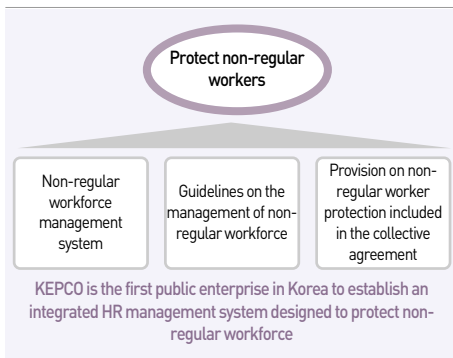 Protect non-regular
workers
Non-regular
workforce
management
system
Guidelines on the
management of non-
regular workforce
Provision on non-
regular worker
protection included
in the collective
agreement
KEPCO is the first public enterprise in Korea to establish an
integrated HR management system designed to protect non-
regular workforce